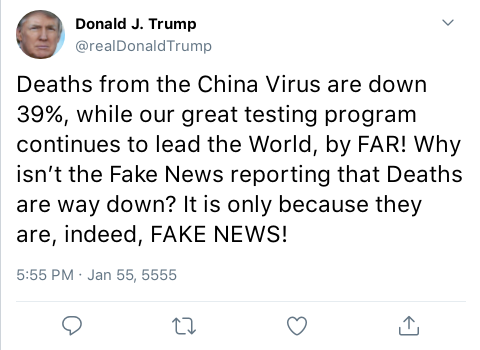 Donald J. Trump
@realDonaldTrump
Deaths from the China Virus are down
39%, while our great testing program
continues to lead the World, by FAR! Why
isn’t the Fake News reporting that Deaths
are way down? It is only because they
are, indeed, FAKE NEWS!
5:55 PM · Jan 55, 5555